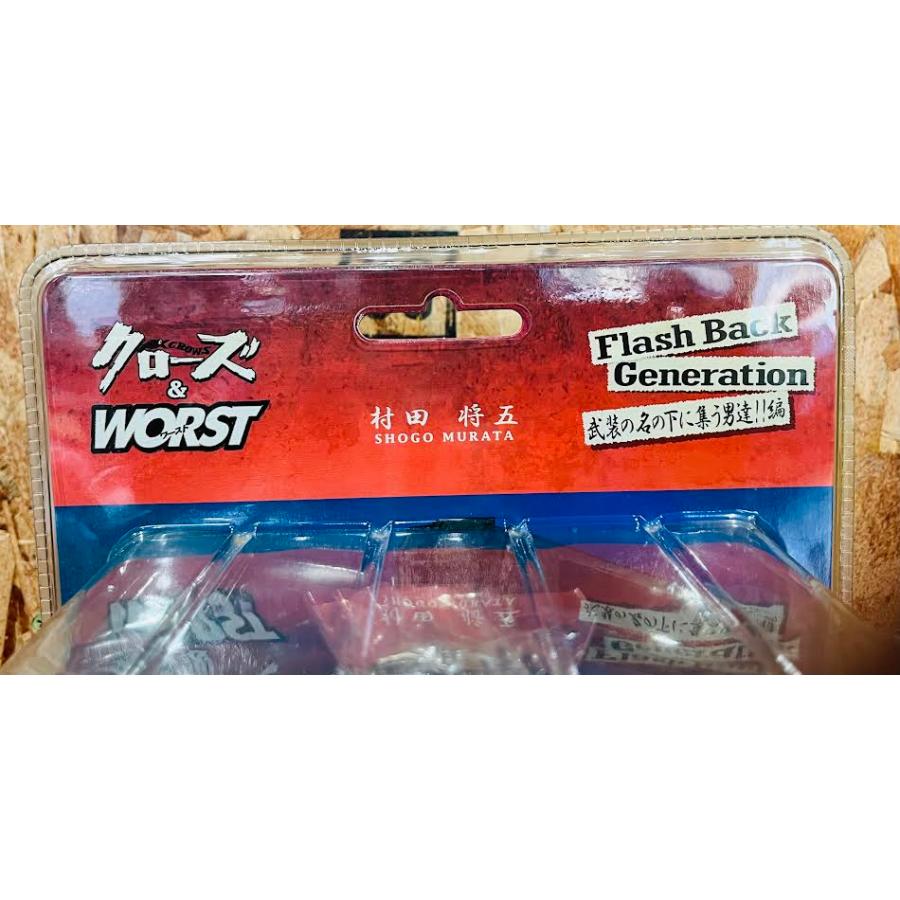 クローズ
X CROWS
&
WORST
ワースト
村田 将五
SHOGO MURATA
Flash Back
Generation
武装の名の下に集う男達!!編